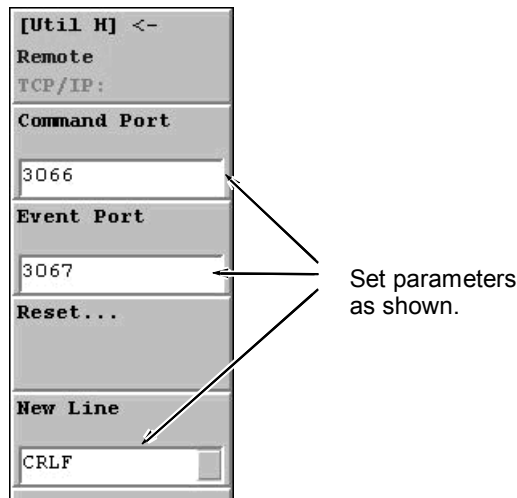 [Util H] <-
Remote
TCP/IP:
Command Port
3066
Event Port
3067
Reset...
New Line
CRLF
Set parameters
as shown.